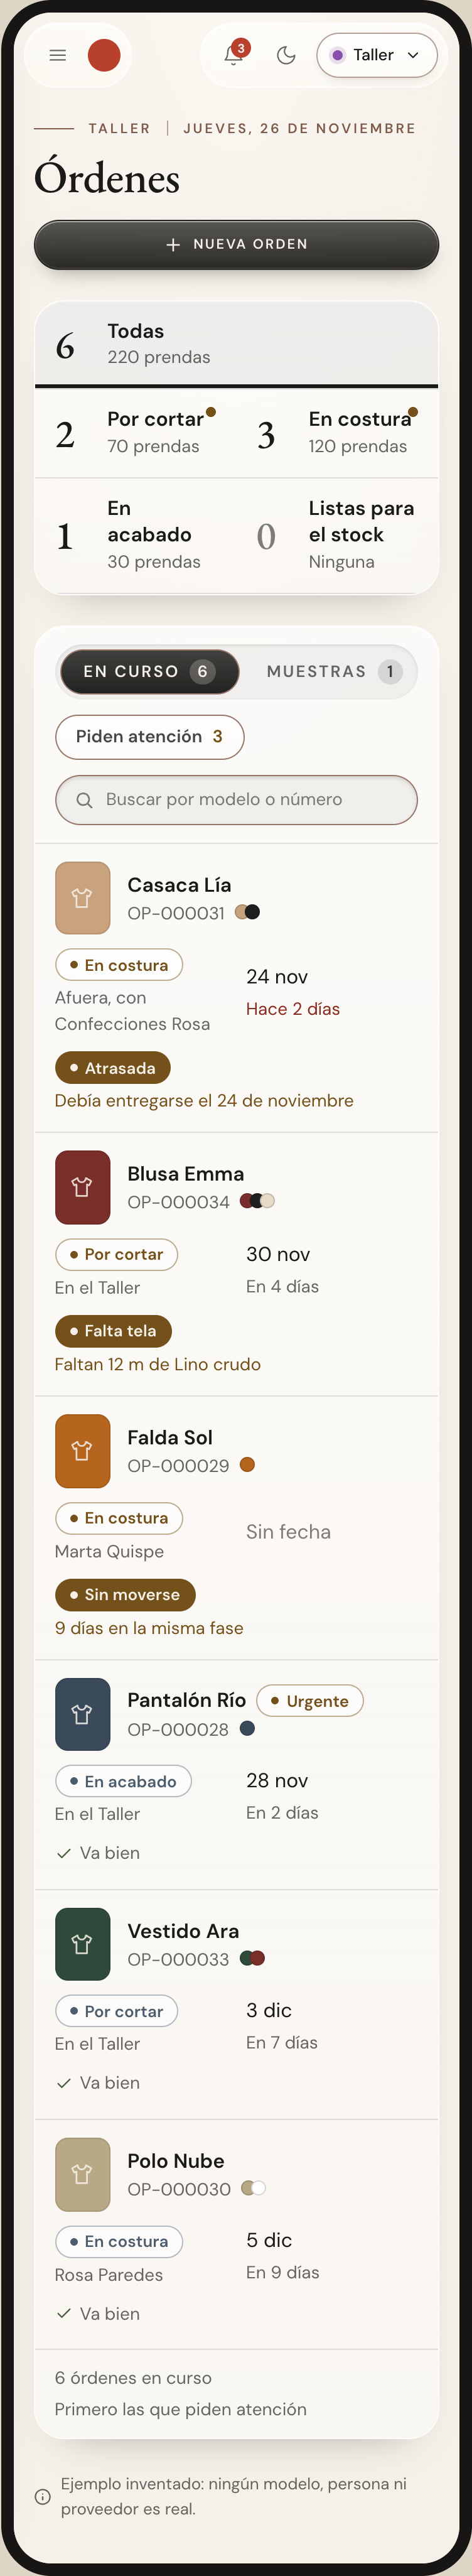 3
Taller
TALLER | JUEVES, 26 DE NOVIEMBRE
Órdenes
+ NUEVA ORDEN
6 Todas
220 prendas
2 Por cortar
70 prendas
3 En costura
120 prendas
1 En
acabado
30 prendas
0 Listas para
el stock
Ninguna
EN CURSO 6
MUESTRAS 1
Piden atención 3
Buscar por modelo o número
Casaca Lía
OP-000031
En costura
Afuera, con
Confecciones Rosa
24 nov
Hace 2 días
Atrasada
Debía entregarse el 24 de noviembre
Blusa Emma
OP-000034
Por cortar
En el Taller
30 nov
En 4 días
Falta tela
Faltan 12 m de Lino crudo
Falda Sol
OP-000029
En costura
Marta Quispe
Sin fecha
Sin moverse
9 días en la misma fase
Pantalón Río Urgente
OP-000028
En acabado
En el Taller
28 nov
En 2 días
Va bien
Vestido Ara
OP-000033
Por cortar
En el Taller
3 dic
En 7 días
Va bien
Polo Nube
OP-000030
En costura
Rosa Paredes
5 dic
En 9 días
Va bien
6 órdenes en curso
Primero las que piden atención
Ejemplo inventado: ningún modelo, persona ni
proveedor es real.